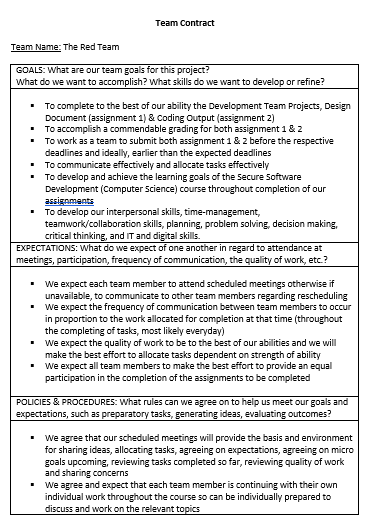 Team Contract
Team Name: The Red Team
GOALS: What are our team goals for this project?
What do we want to accomplish? What skills do we want to develop or refine?
▪ To complete to the best of our ability the Development Team Projects, Design
Document (assignment 1) & Coding Output (assignment 2)
▪ To accomplish a commendable grading for both assignment 1 & 2
▪ To work as a team to submit both assignment 1 & 2 before the respective
deadlines and ideally, earlier than the expected deadlines
▪ To communicate effectively and allocate tasks effectively
▪ To develop and achieve the learning goals of the Secure Software
Development (Computer Science) course throughout completion of our
assignments
▪ To develop our interpersonal skills, time-management,
teamwork/collaboration skills, planning, problem solving, decision making,
critical thinking, and IT and digital skills.
EXPECTATIONS: What do we expect of one another in regard to attendance at
meetings, participation, frequency of communication, the quality of work, etc.?
▪ We expect each team member to attend scheduled meetings otherwise if
unavailable, to communicate to other team members regarding rescheduling
▪ We expect the frequency of communication between team members to occur
in proportion to the work allocated for completion at that time (throughout
the completing of tasks, most likely everyday)
▪ We expect the quality of work to be to the best of our abilities and we will
make the best effort to allocate tasks dependent on strength of ability
▪ We expect all team members to make best effort to provide an equal
participation in the completion of the assignments to be completed
POLICIES & PROCEDURES: What rules can we agree on to help us meet our goals and
expectations, such as preparatory tasks, generating ideas, evaluating outcomes?
▪ We agree that our scheduled meetings will provide the basis and environment
for sharing ideas, allocating tasks, agreeing on expectations, agreeing on micro
goals upcoming, reviewing tasks completed so far, reviewing quality of work
and sharing concerns
▪ We agree and expect that each team member is continuing with their own
individual work throughout the course so can be individually prepared to
discuss and work on the relevant topics